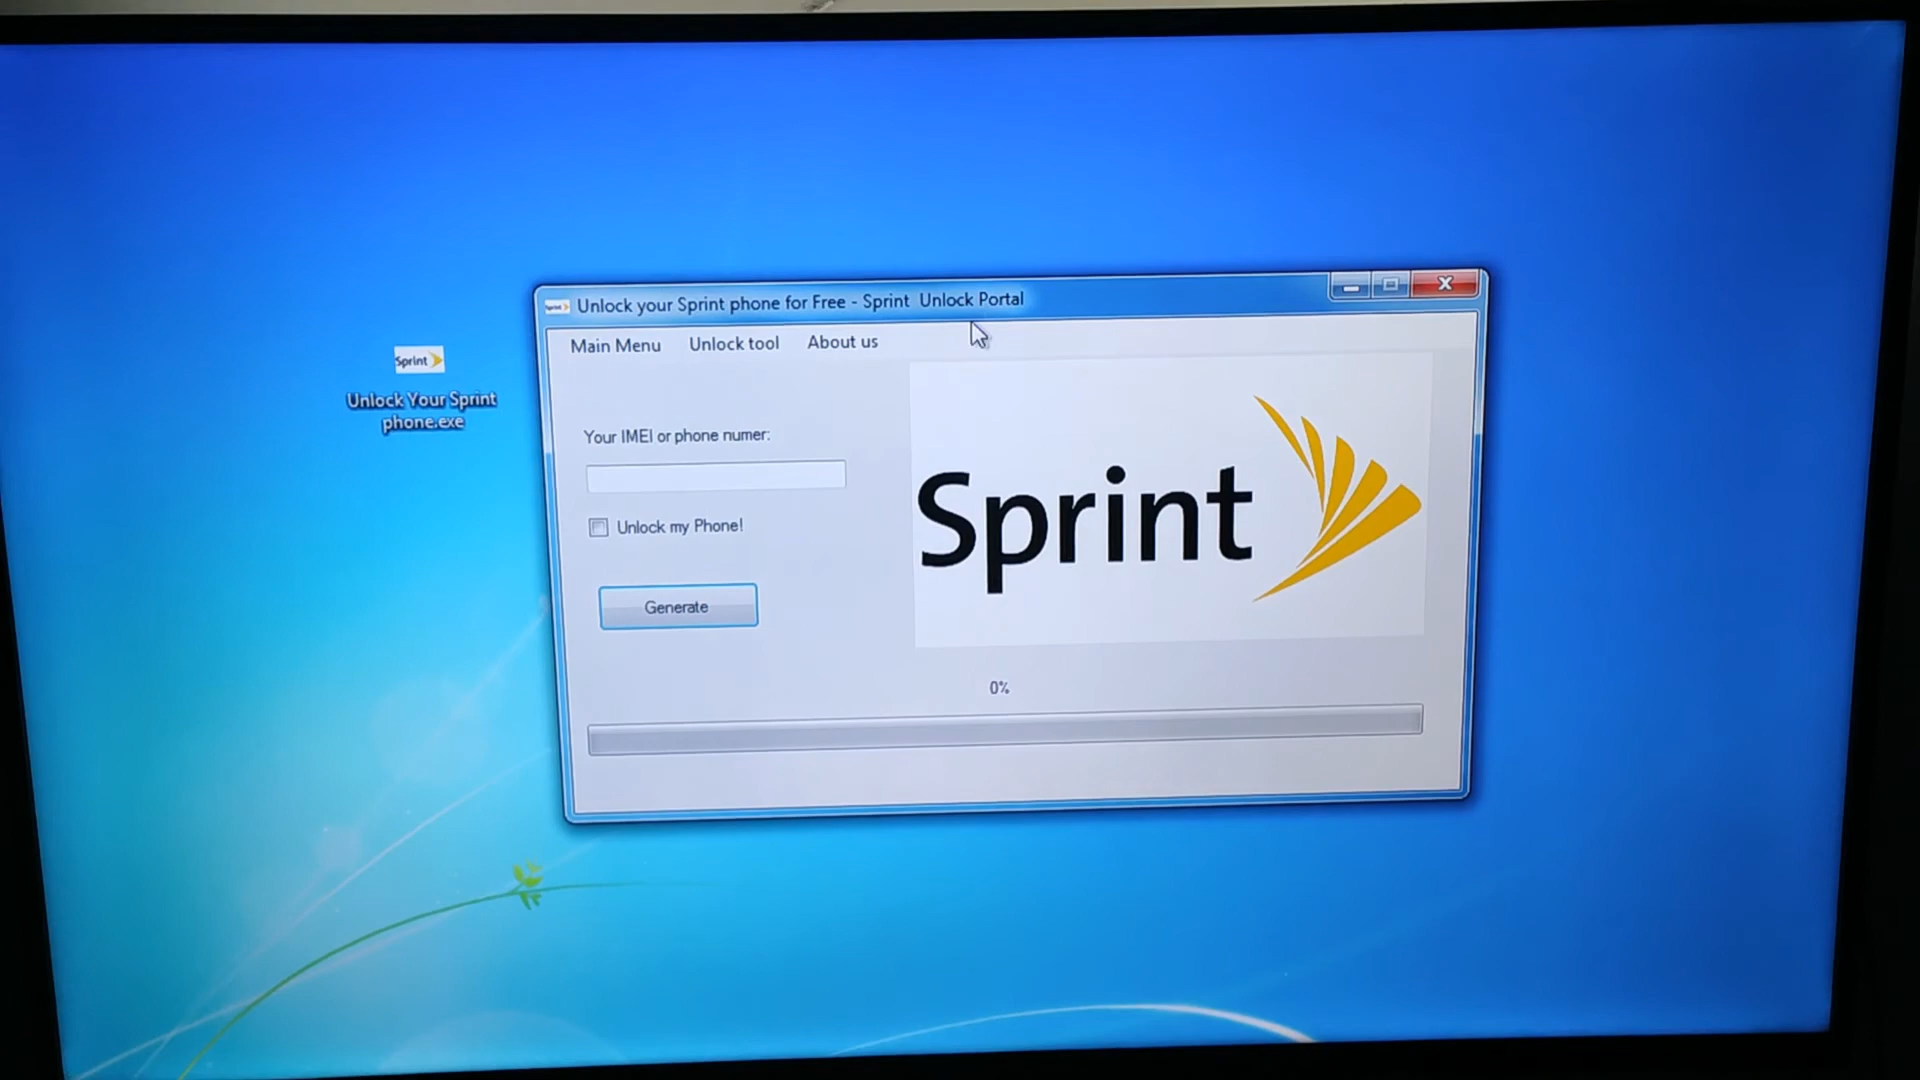 Unlock your Sprint phone for Free - Sprint  Unlock Portal
Main Menu Unlock tool About us
Sprint
Unlock Your Sprint
phone.exe
Your IMEI or phone numer:
Unlock my Phone!
Generate
Sprint
0%